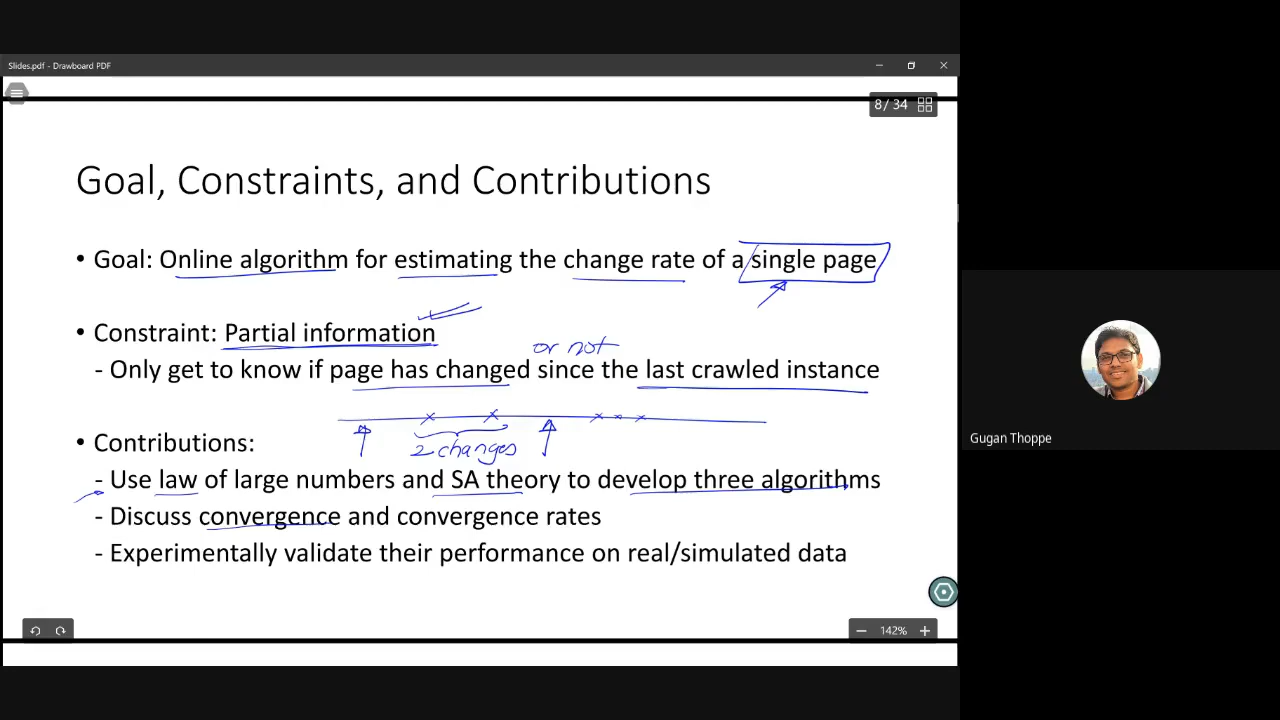 Slides.pdf - Drawboard PDF
8 / 34
Goal, Constraints, and Contributions
• Goal: Online algorithm for estimating the change rate of a single page
• Constraint: Partial information
or not
- Only get to know if page has changed since the last crawled instance
• Contributions:
2 changes
- Use law of large numbers and SA theory to develop three algorithms
- Discuss convergence and convergence rates
- Experimentally validate their performance on real/simulated data
142%
Gugan Thoppe